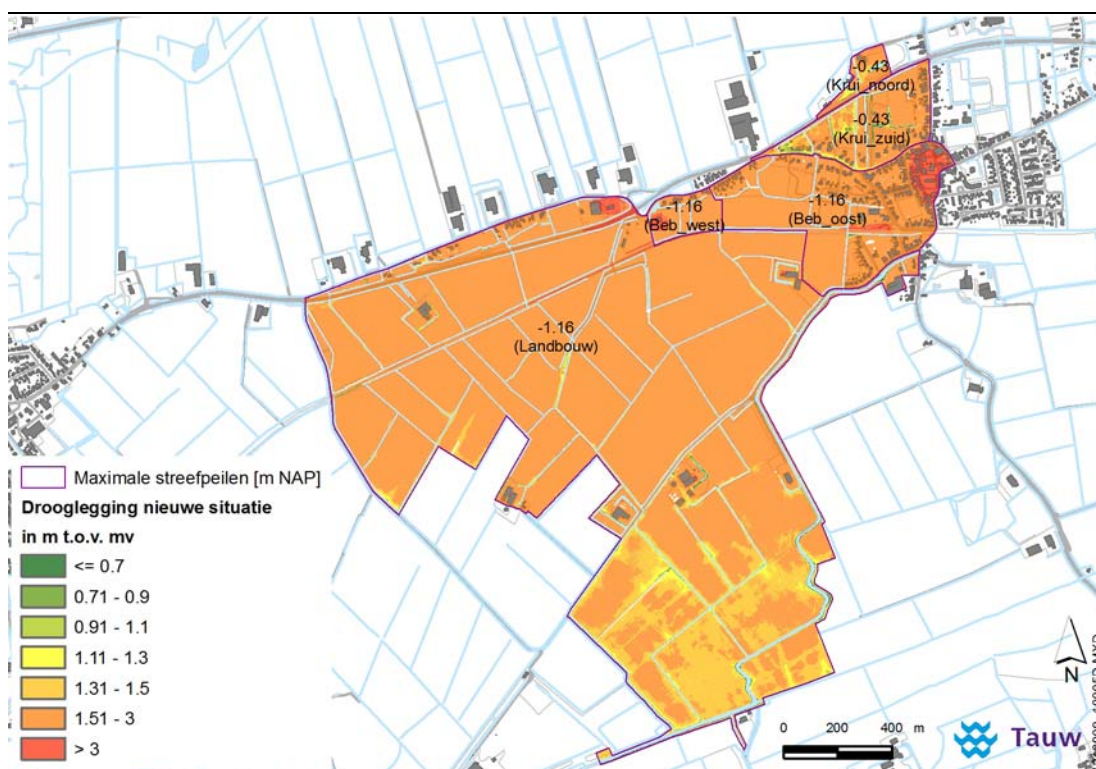 -0.43
(Krui_noord)
-0.43
(Krui_zuid)
-1.16
(Beb_west)
-1.16
(Beb_oost)
-1.16
(Landbouw)
Maximale streefpeilen [m NAP]
Drooglegging nieuwe situatie
in m t.o.v. mv
<= 0.7
0.71 - 0.9
0.91 - 1.1
1.11 - 1.3
1.31 - 1.5
1.51 - 3
> 3
N
0 200 400 m
Tauw